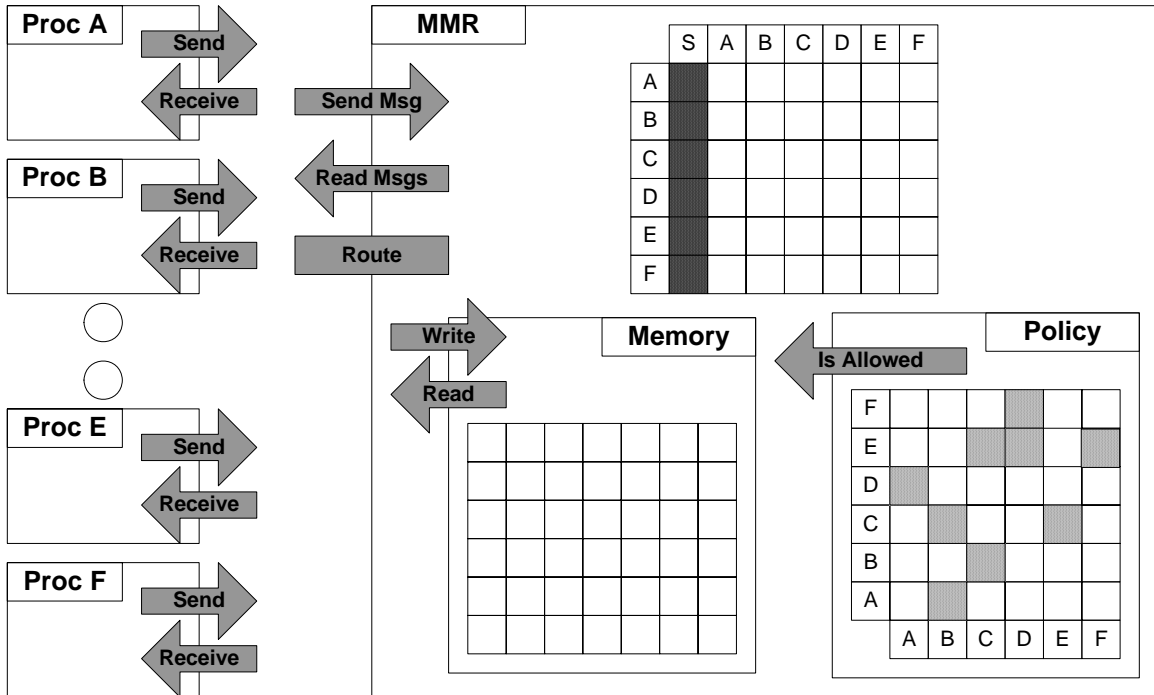 Proc A
Send
Receive
Proc B
Send
Receive
Proc E
Send
Receive
Proc F
Send
Receive
MMR
Send Msg
Read Msgs
Route
S A B C D E F
A
B
C
D
E
F
Write
Read
Memory
Is Allowed
Policy
F
E
D
C
B
A
A B C D E F